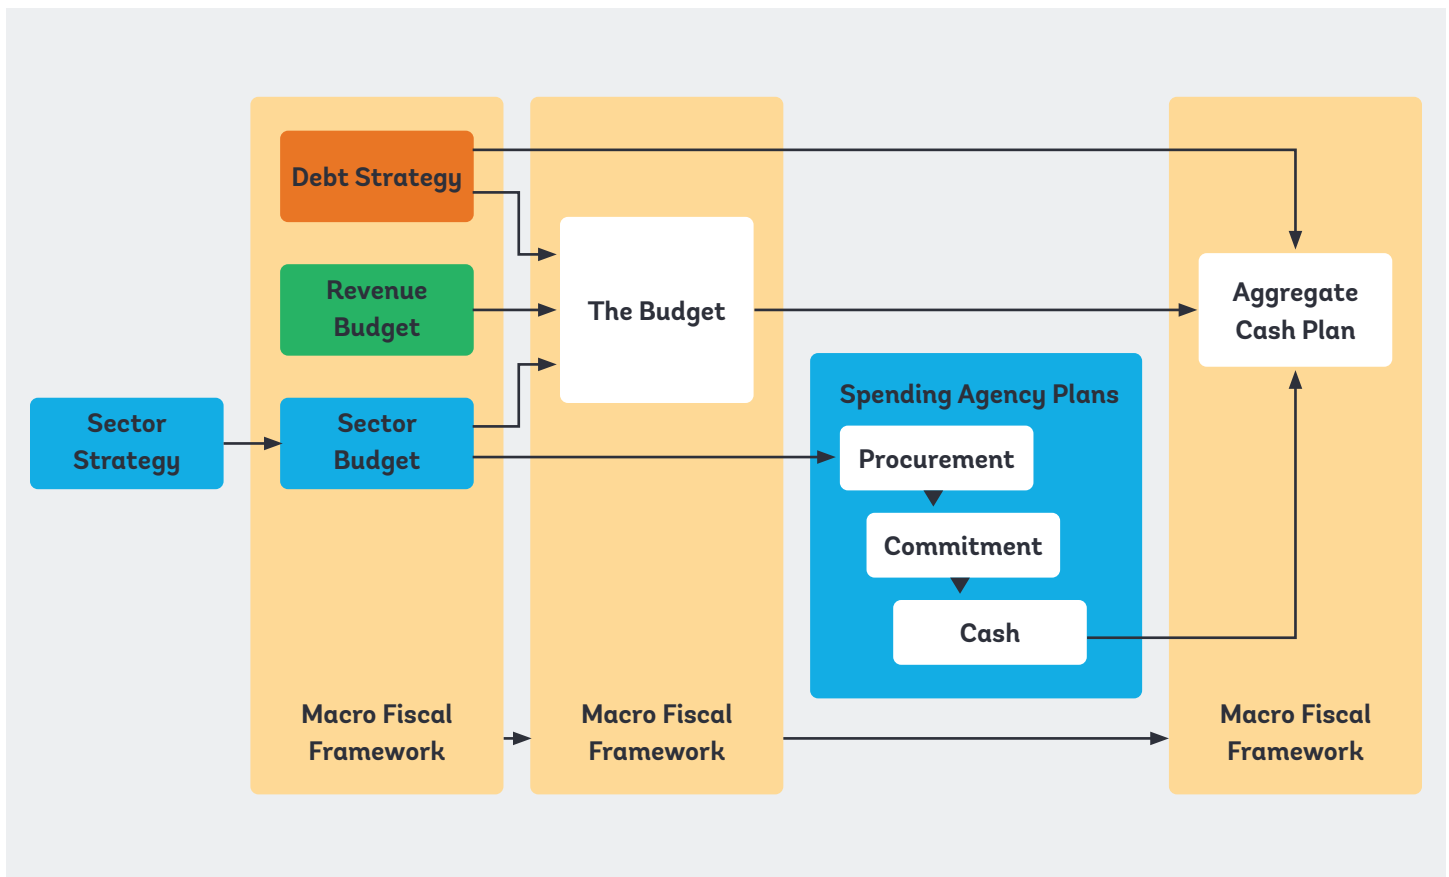 Debt Strategy
Revenue
Budget
Sector
Strategy
Sector
Budget
The Budget
Spending Agency Plans
Procurement
Commitment
Cash
Aggregate
Cash Plan
Macro Fiscal
Framework
Macro Fiscal
Framework
Macro Fiscal
Framework